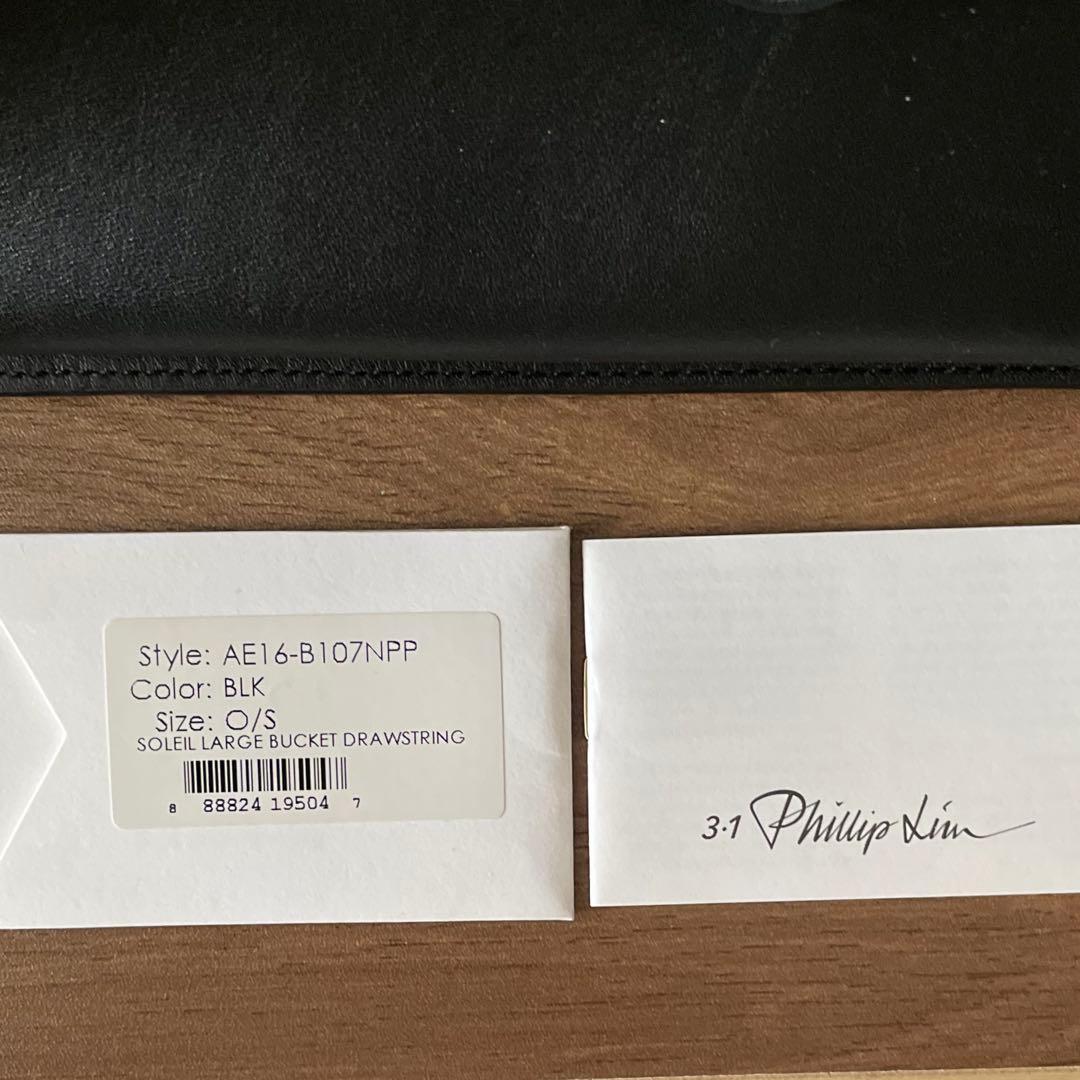 Style: AE16-B107NPP
Color: BLK
Size: O/S
SOLEIL LARGE BUCKET DRAWSTRING
8 88824 19504 7
3.1 Phillip Lim